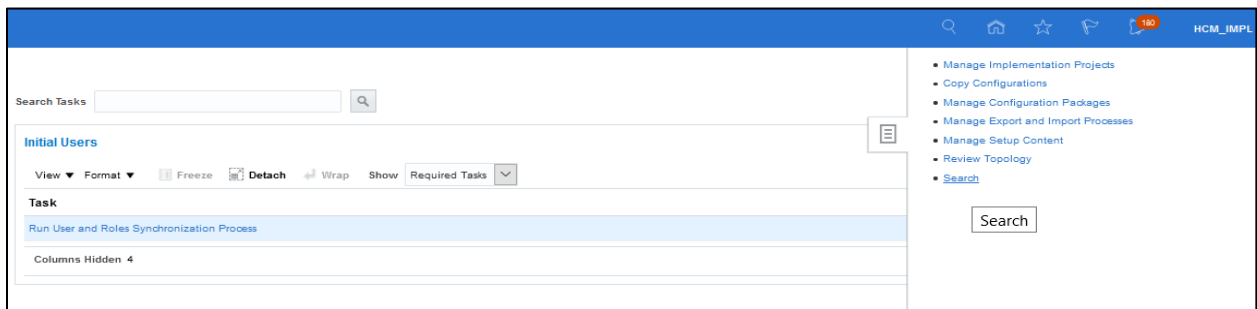 180 HCM_IMPL
Search Tasks
Initial Users
View Format Freeze Detach Wrap Show Required Tasks
Task
Run User and Roles Synchronization Process
Columns Hidden 4
Manage Implementation Projects
Copy Configurations
Manage Configuration Packages
Manage Export and Import Processes
Manage Setup Content
Review Topology
Search
Search